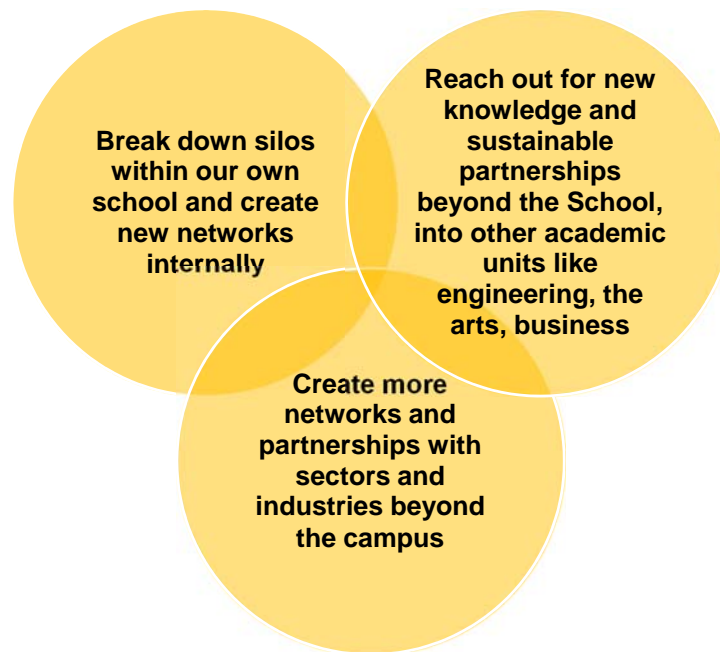 Break down silos
within our own
school and create
new networks
internally
Reach out for new
knowledge and
sustainable
partnerships
beyond the School,
into other academic
units like
engineering, the
arts, business
Create more
networks and
partnerships with
sectors and
industries beyond
the campus